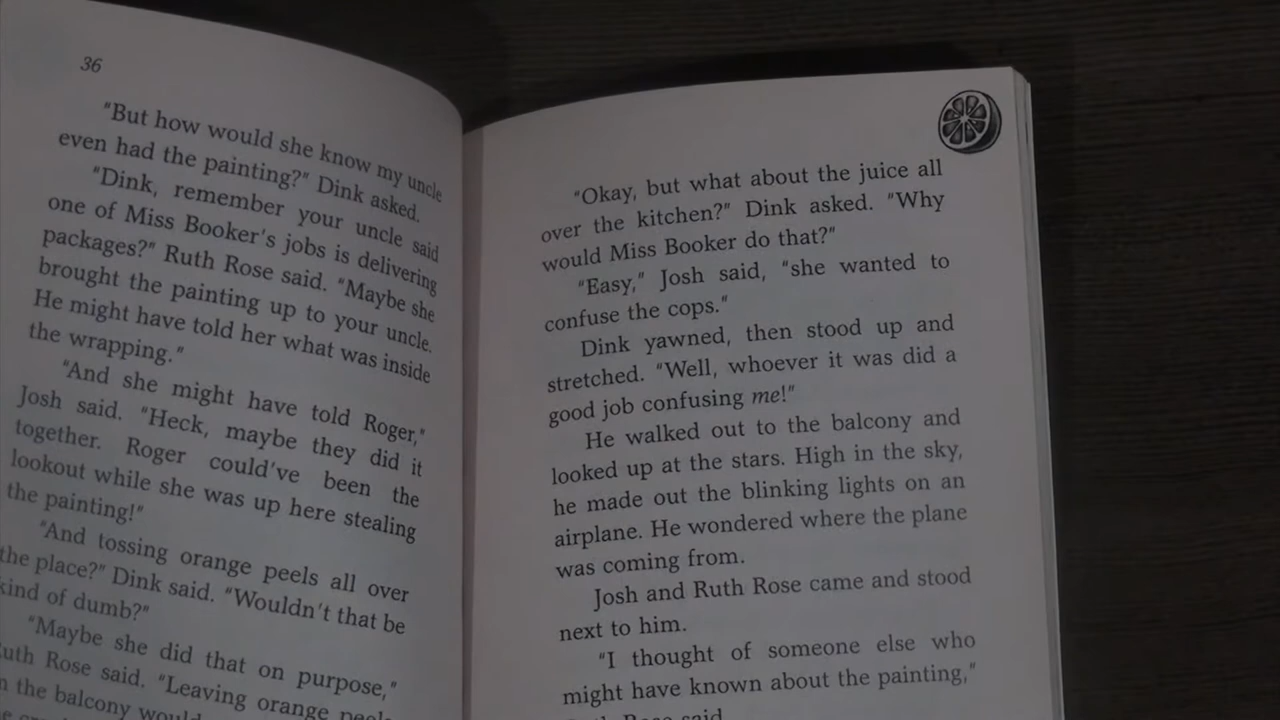 36
"But how would she know my uncle
even had the painting?" Dink asked.
"Dink, remember your uncle said
one of Miss Booker's jobs is delivering
packages?" Ruth Rose said. "Maybe she
brought the painting up to your uncle.
He might have told her what was inside
the wrapping."
"And she might have told Roger,"
Josh said. "Heck, maybe they did it
together. Roger could've been the
lookout while she was up here stealing
the painting!"
"And tossing orange peels all over
the place?" Dink said. "Wouldn't that be
kind of dumb?"
"Maybe she did that on purpose,"
Ruth Rose said. "Leaving orange peels
the balcony would
"Okay, but what about the juice all
over the kitchen?" Dink asked. "Why
would Miss Booker do that?"
"Easy," Josh said, "she wanted to
confuse the cops."
Dink yawned, then stood up and
stretched. "Well, whoever it was did a
good job confusing me!"
He walked out to the balcony and
looked up at the stars. High in the sky,
he made out the blinking lights on an
airplane. He wondered where the plane
was coming from.
Josh and Ruth Rose came and stood
next to him.
"I thought of someone else who
might have known about the painting,"
Ruth Rose said